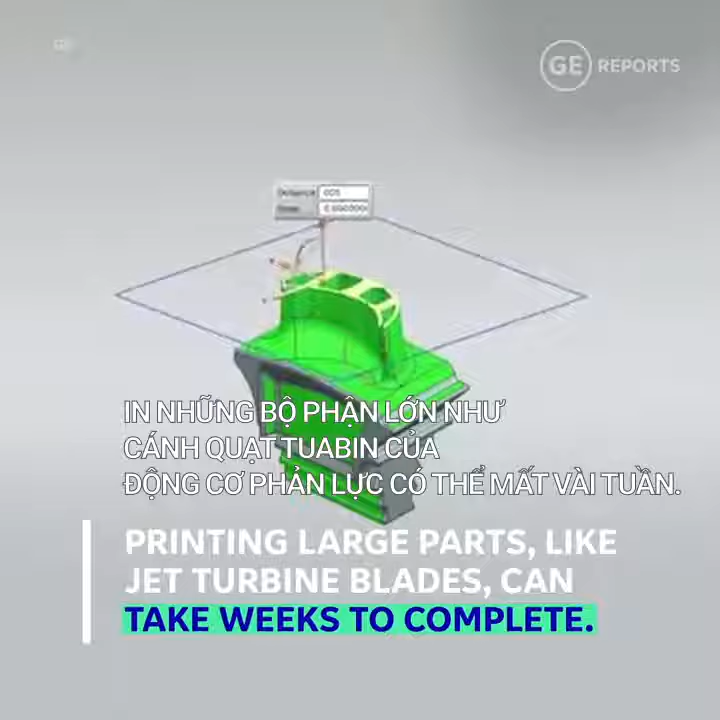 GE
GE REPORTS
Distance
IN NHỮNG BỘ PHẬN LỚN NHƯ
CÁNH QUẠT TUABIN CỦA
ĐỘNG CƠ PHẢN LỰC CÓ THỂ MẤT VÀI TUẦN.
PRINTING LARGE PARTS, LIKE
JET TURBINE BLADES, CAN
TAKE WEEKS TO COMPLETE.